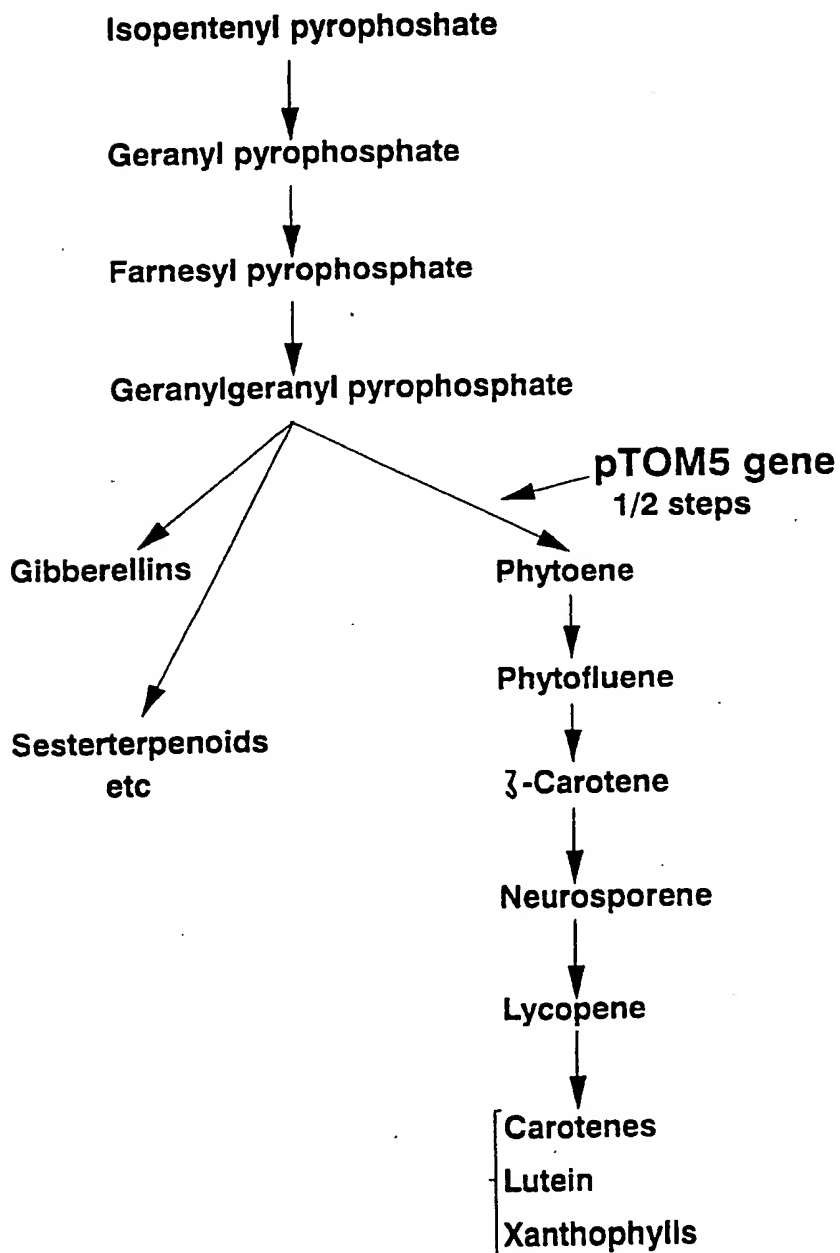 Isopentenyl pyrophoshate
Geranyl pyrophosphate
Farnesyl pyrophosphate
Geranylgeranyl pyrophosphate
pTOM5 gene
1/2 steps
Gibberellins
Phytoene
Phytofluene
Sesterterpenoids
etc
ζ-Carotene
Neurosporene
Lycopene
Carotenes
Lutein
Xanthophylls